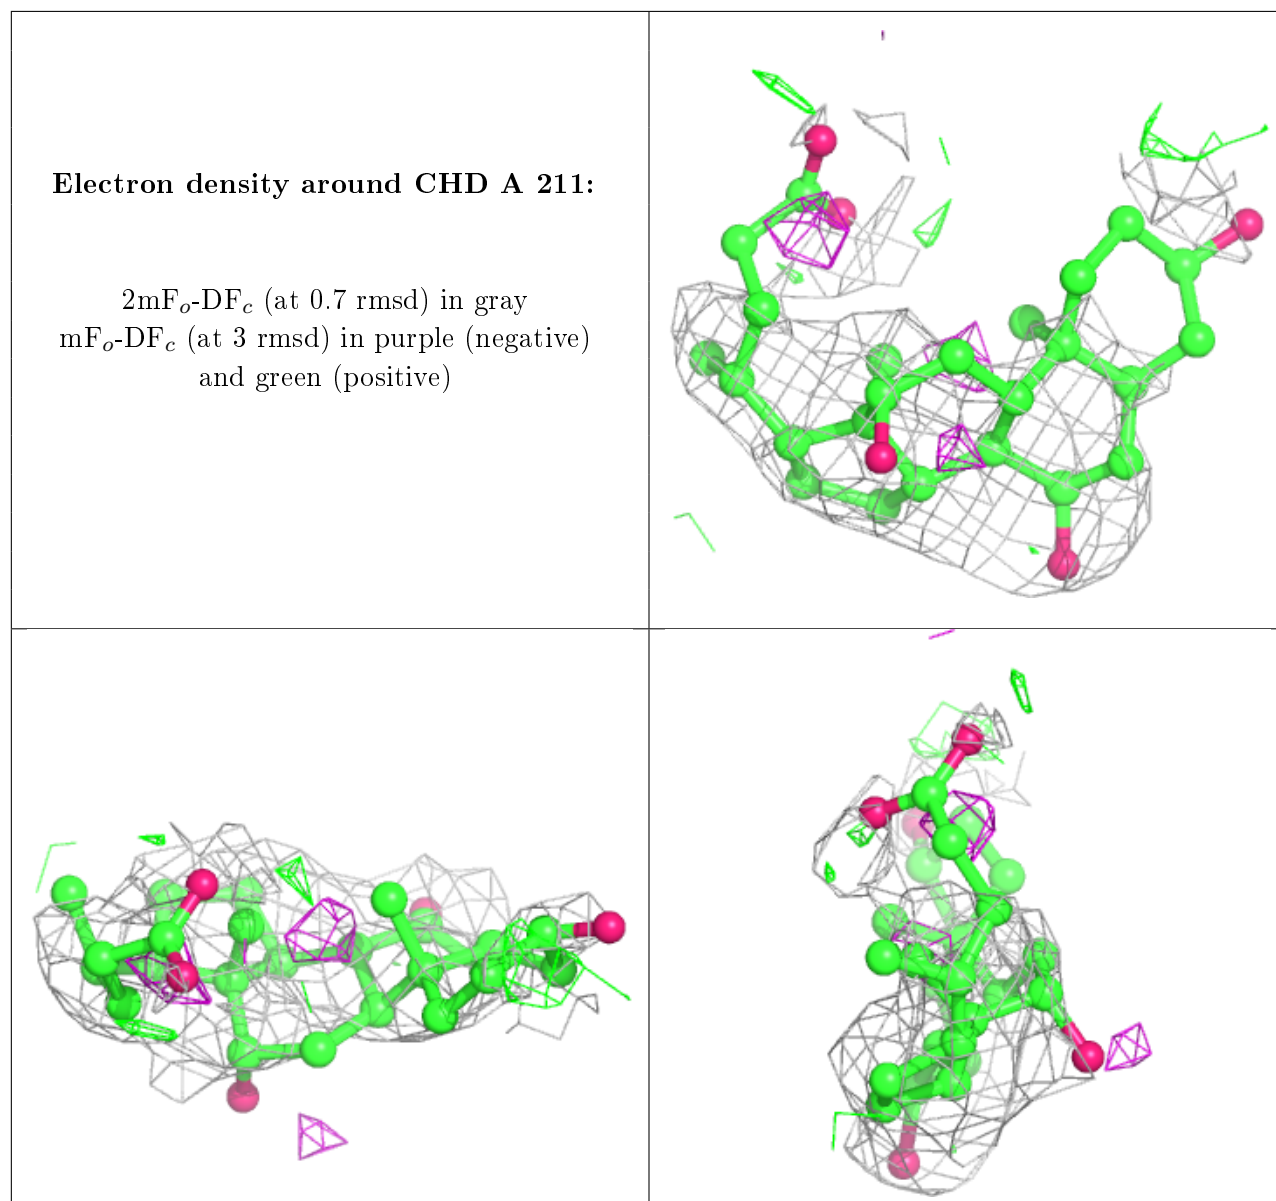 Electron density around CHD A 211:
2mFo-DFc (at 0.7 rmsd) in gray
mFo-DFc (at 3 rmsd) in purple (negative)
and green (positive)